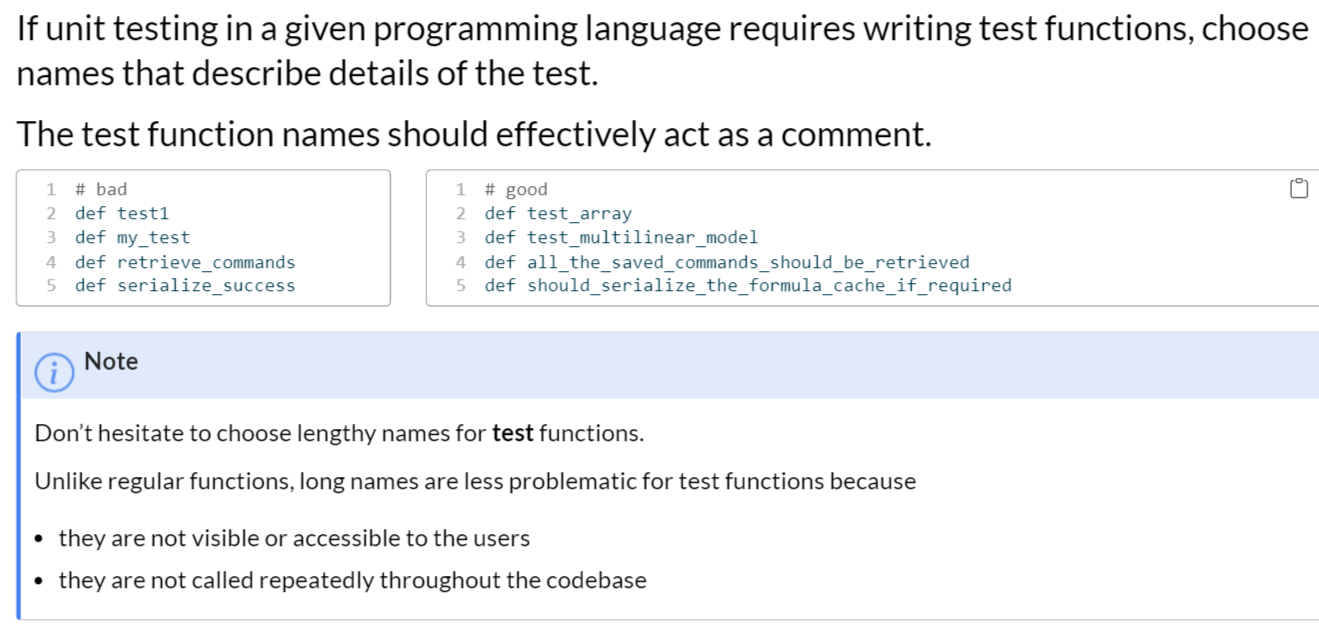 If unit testing in a given programming language requires writing test functions, choose
names that describe details of the test.
The test function names should effectively act as a comment.
1 # bad
2 def test1
3 def my_test
4 def retrieve_commands
5 def serialize_success
1 # good
2 def test_array
3 def test_multilinear_model
4 def all_the_saved_commands_should_be_retrieved
5 def should_serialize_the_formula_cache_if_required
i Note
Don’t hesitate to choose lengthy names for test functions.
Unlike regular functions, long names are less problematic for test functions because
• they are not visible or accessible to the users
• they are not called repeatedly throughout the codebase